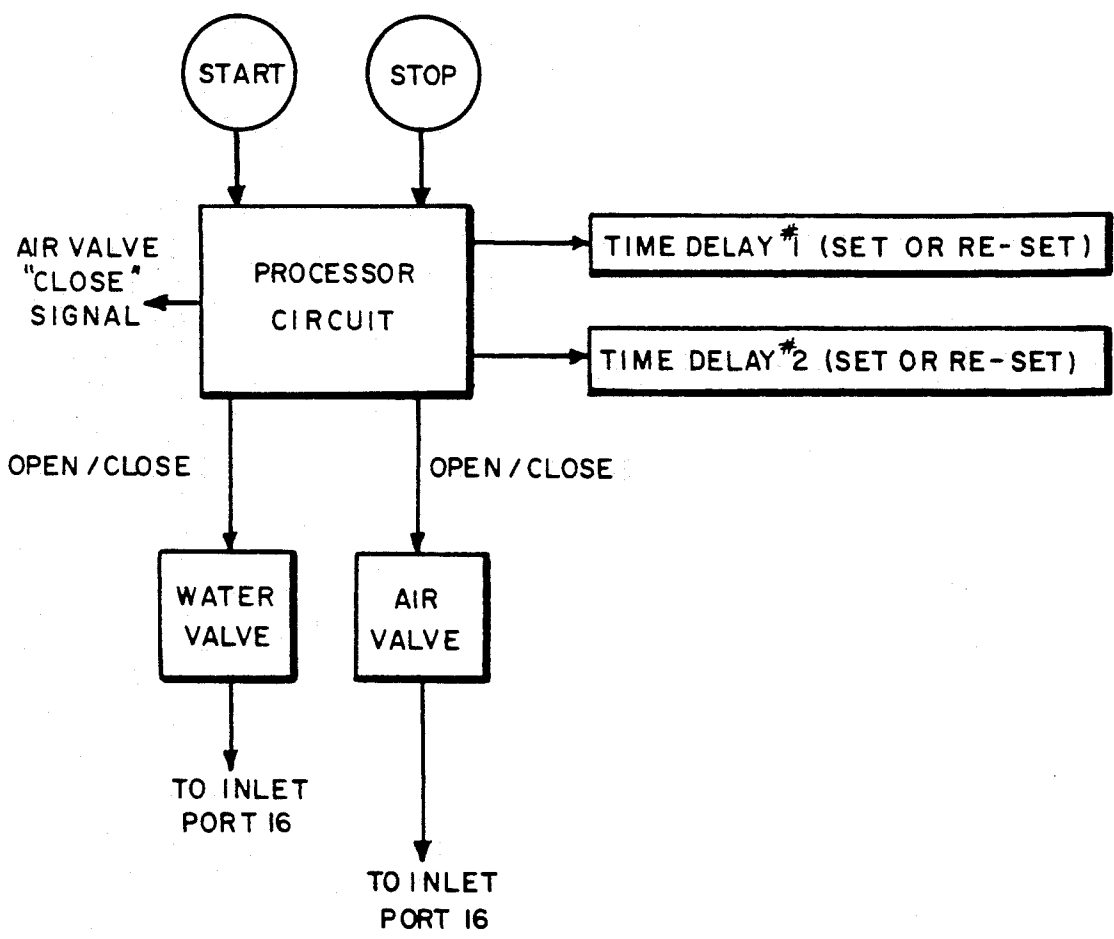 START
STOP
AIR VALVE
"CLOSE"
SIGNAL
PROCESSOR
CIRCUIT
TIME DELAY #1 (SET OR RE-SET)
TIME DELAY #2 (SET OR RE-SET)
OPEN / CLOSE
OPEN / CLOSE
WATER
VALVE
AIR
VALVE
TO INLET
PORT 16
TO INLET
PORT 16